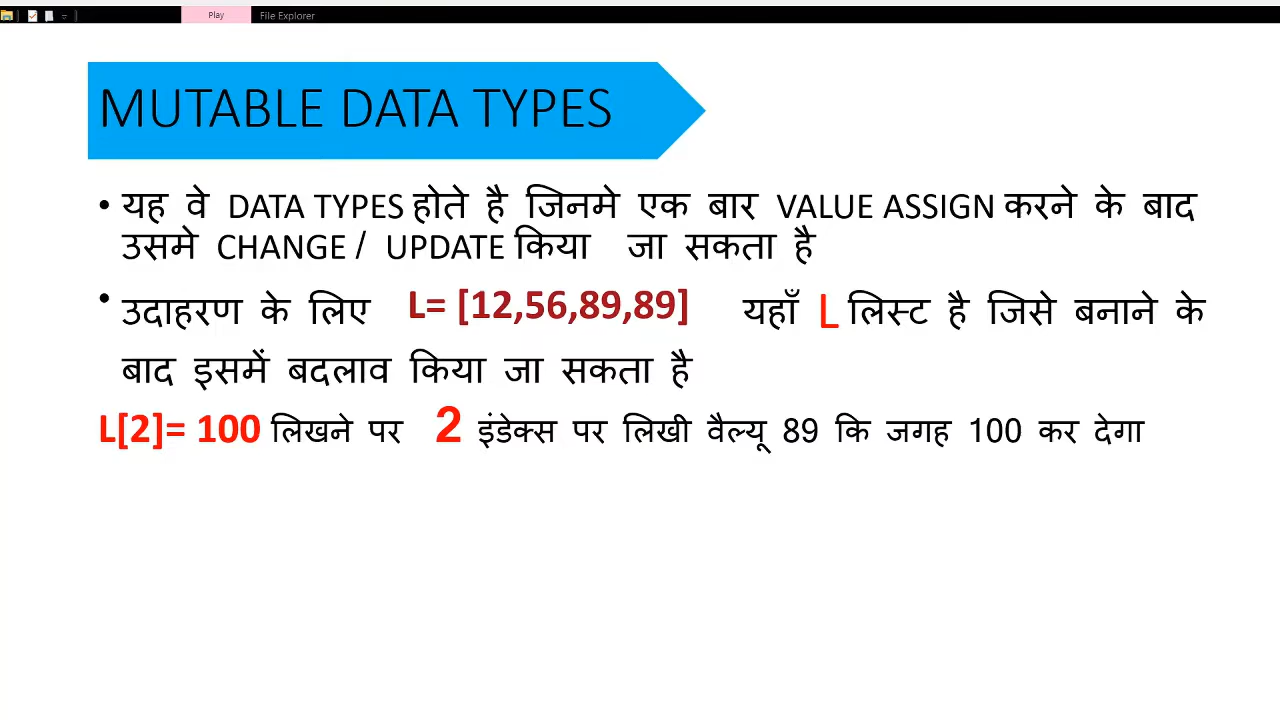 Play File Explorer
MUTABLE DATA TYPES
• यह वे DATA TYPES होते है जिनमे एक बार VALUE ASSIGN करने के बाद
उसमे CHANGE / UPDATE किया जा सकता है
• उदाहरण के लिए L= [12,56,89,89] यहाँ L लिस्ट है जिसे बनाने के
बाद इसमें बदलाव किया जा सकता है
L[2]= 100 लिखने पर 2 इंडेक्स पर लिखी वैल्यू 89 कि जगह 100 कर देगा